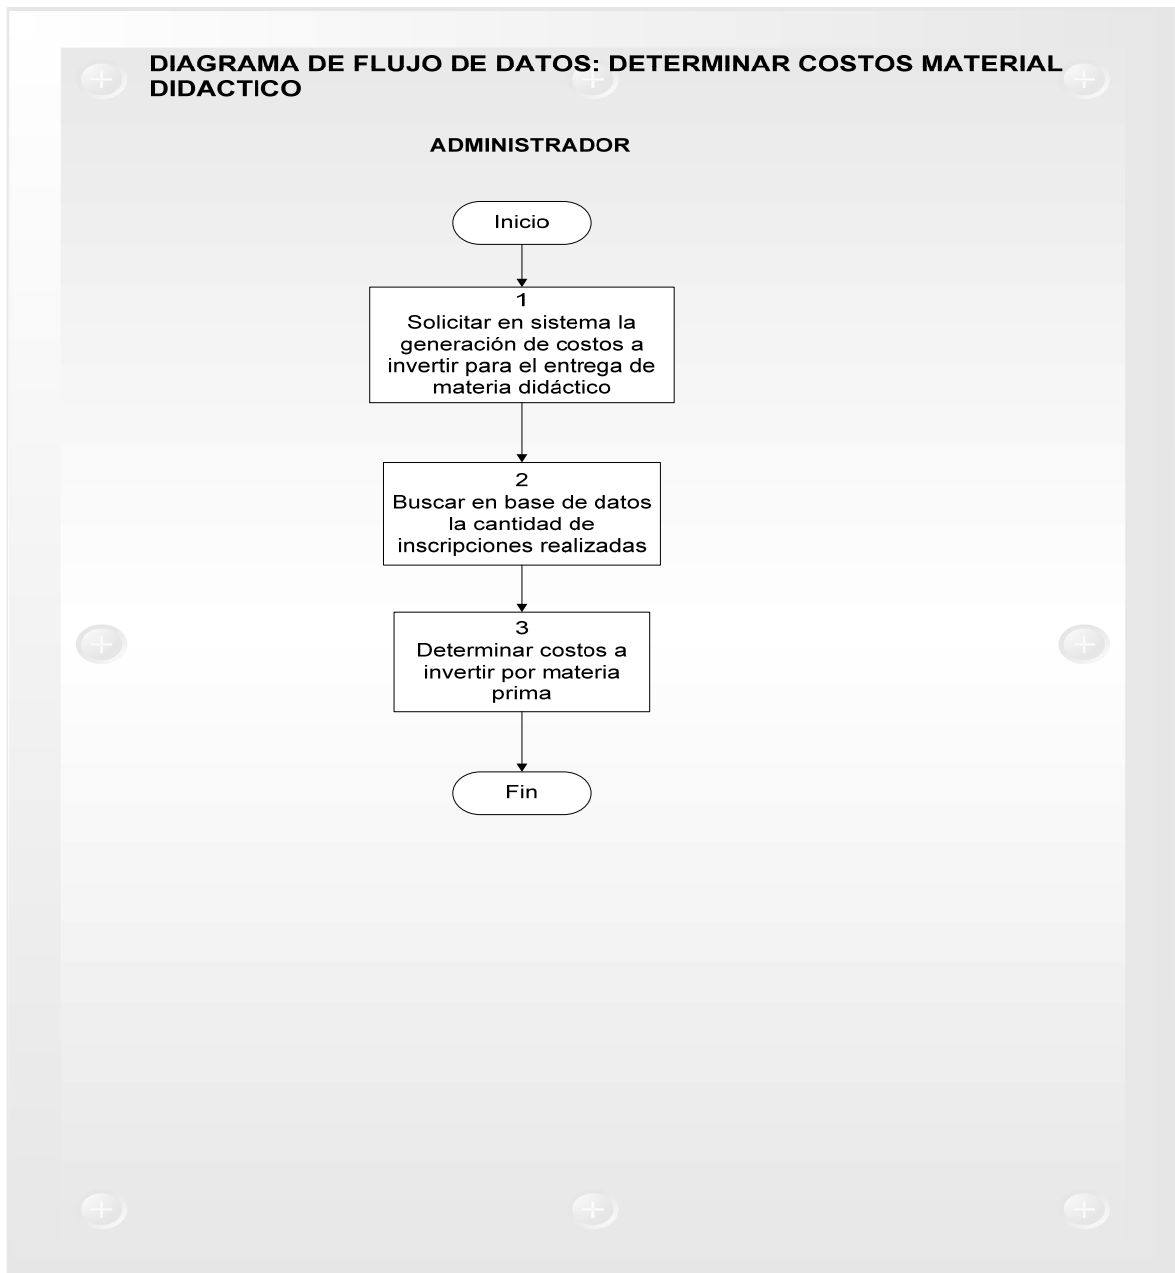 DIAGRAMA DE FLUJO DE DATOS: DETERMINAR COSTOS MATERIAL
DIDACTICO
ADMINISTRADOR
Inicio
1
Solicitar en sistema la
generación de costos a
invertir para el entrega de
materia didáctico
2
Buscar en base de datos
la cantidad de
inscripciones realizadas
3
Determinar costos a
invertir por materia
prima
Fin